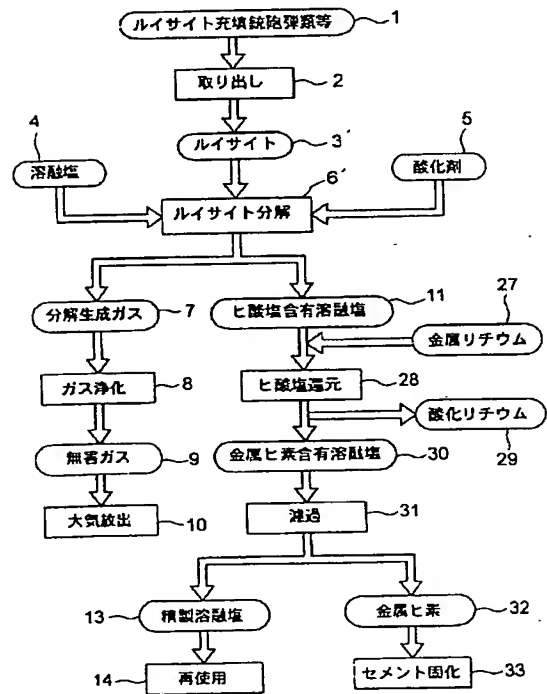 ルイサイト充填銃砲弾類等 1
取り出し 2
4 ルイサイト 3´ 5
溶融塩 酸化剤
6´
ルイサイト分解
分解生成ガス 7 ヒ酸塩含有溶融塩 11 27
金属リチウム
ガス浄化 8 ヒ酸塩還元 28
酸化リチウム
無害ガス 9 金属ヒ素含有溶融塩 30 29
大気放出 10 濾過 31
13 精製溶融塩 金属ヒ素 32
14 再使用 セメント固化 33